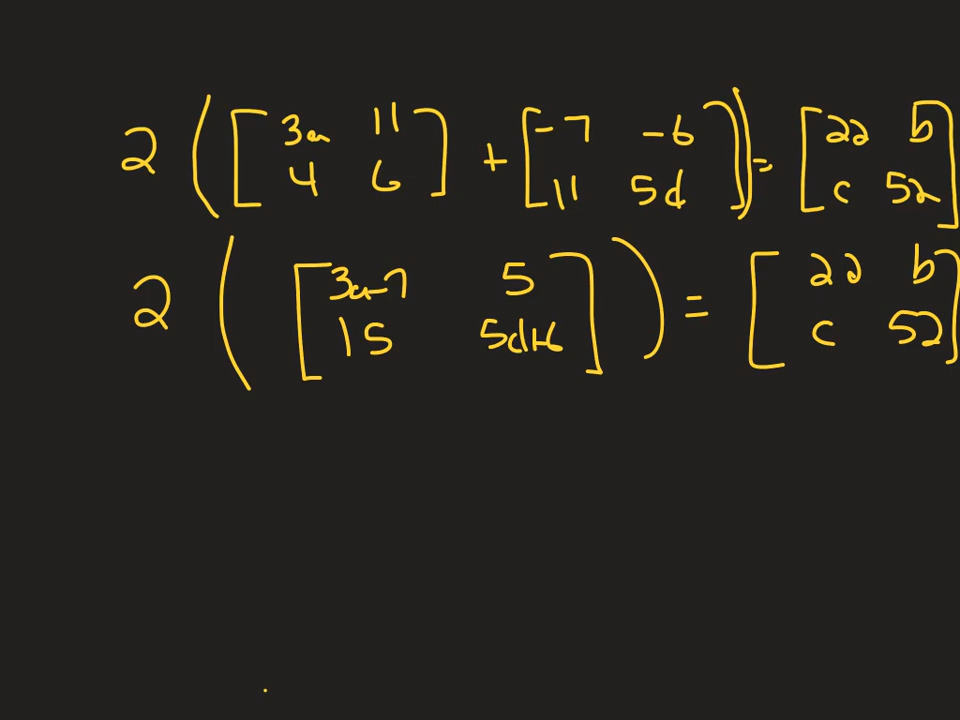 2 ( [ 3a 11 ] + [ -7 -6 ] ) = [ 22 b ]
4 6 11 5d c 52
2 ( [ 3a-7 5 ] ) = [ 22 b ]
15 5d+6 c 52